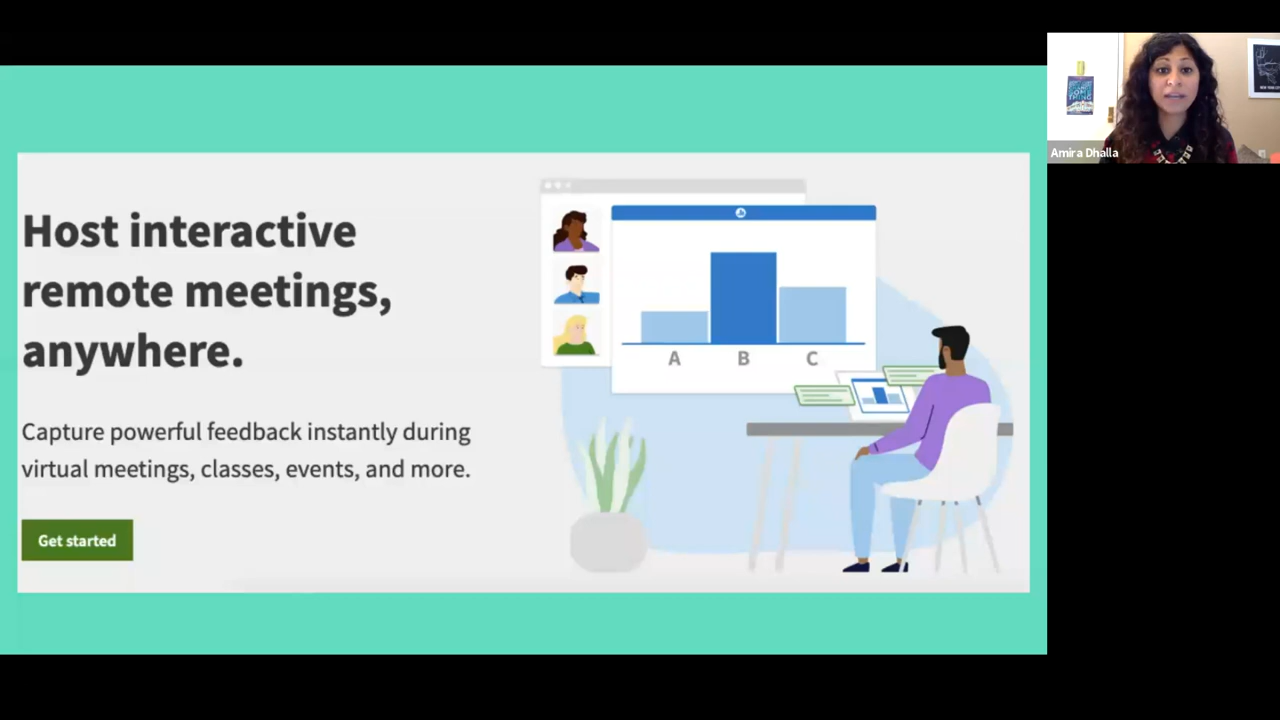 Host interactive
remote meetings,
anywhere.
Capture powerful feedback instantly during
virtual meetings, classes, events, and more.
Get started
A B C
Amira Dhalla